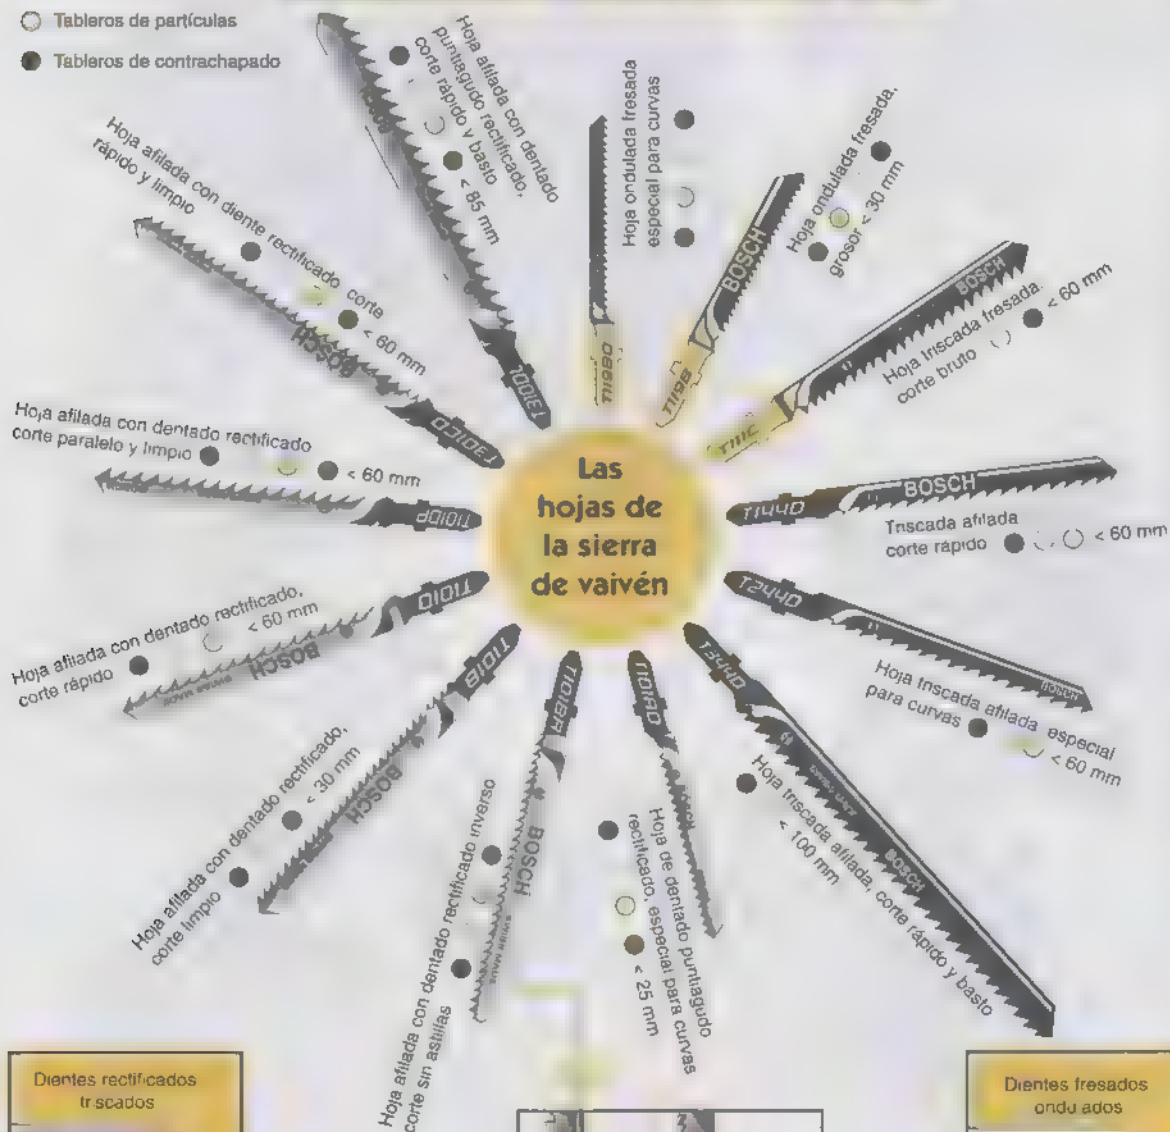 Tableros de partículas
Tableros de contrachapado
Hoja afilada con dentado
puntiagudo rectificado,
corte rápido y basto
< 85 mm
Hoja ondulada fresada
especial para curvas
Hoja ondulada fresada,
grosor < 30 mm
Hoja triscada fresada,
corte bruto < 60 mm
Triscada afilada
corte rápido < 60 mm
Hoja triscada afilada especial
para curvas < 60 mm
Hoja triscada afilada, corte rápido y basto
< 100 mm
Hoja de dentado puntiagudo
rectificado, especial para curvas
< 25 mm
Hoja afilada con dentado rectificado inverso
corte sin astillas
Hoja afilada con dentado rectificado,
corte limpio < 30 mm
Hoja afilada con dentado rectificado,
corte rápido < 60 mm
Hoja afilada con dentado rectificado
corte paralelo y limpio < 60 mm
Hoja afilada con diente rectificado corte
rápido y limpio < 60 mm
Las
hojas de
la sierra
de vaivén
T119BO
BOSCH
T119B
BOSCH
T111C
BOSCH
T144D
BOSCH
T244D
BOSCH
T344D
BOSCH
T101AO
BOSCH
T101BR
BOSCH
T101B
BOSCH
T101D
BOSCH
T101DP
T301CD
BOSCH
Dientes rectificados
triscados
Dientes fresados
ondulados